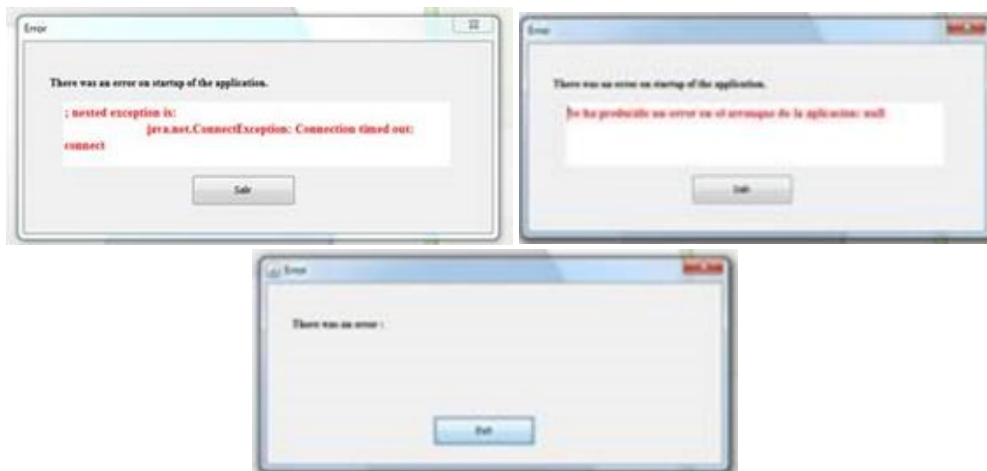 Error
There was an error on startup of the application.
; nested exception is:
java.net.ConnectException: Connection timed out:
connect
Salir
Error
There was an error on startup of the application.
Se ha producido un error en el arranque de la aplicacion: null
Salir
Error
There was an error :
Exit